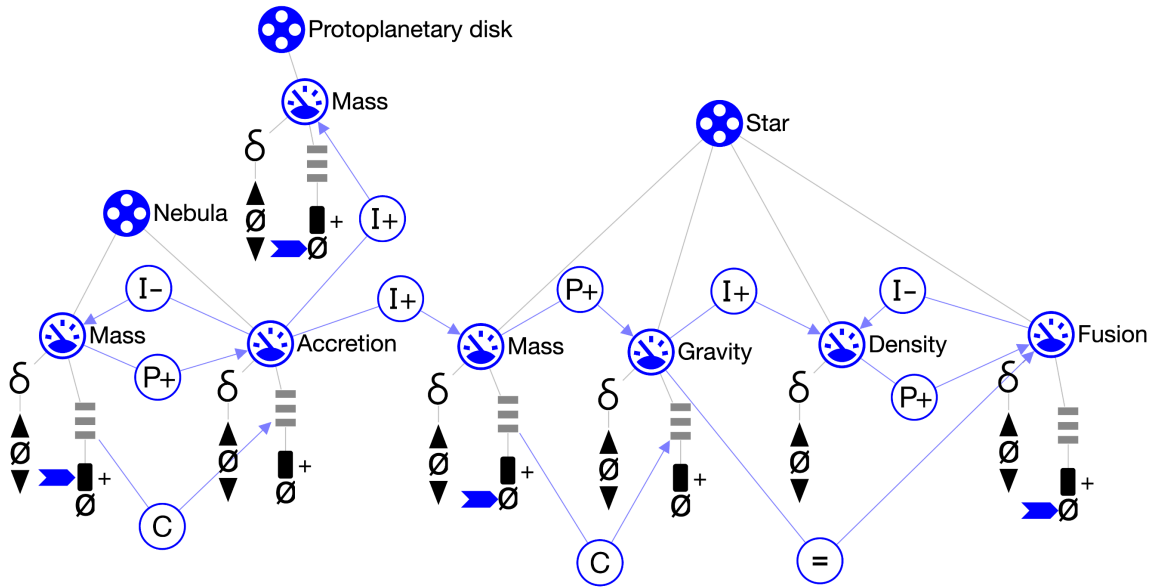 Protoplanetary disk
Mass
δ
Ø
+
Ø
I+
Star
Nebula
I-
Mass
P+
Accretion
I+
δ
Ø
+
Ø
δ
Ø
+
Ø
C
P+
I+
I-
Mass
Gravity
Density
Fusion
P+
δ
Ø
+
Ø
δ
Ø
+
Ø
δ
Ø
δ
Ø
+
Ø
C
=